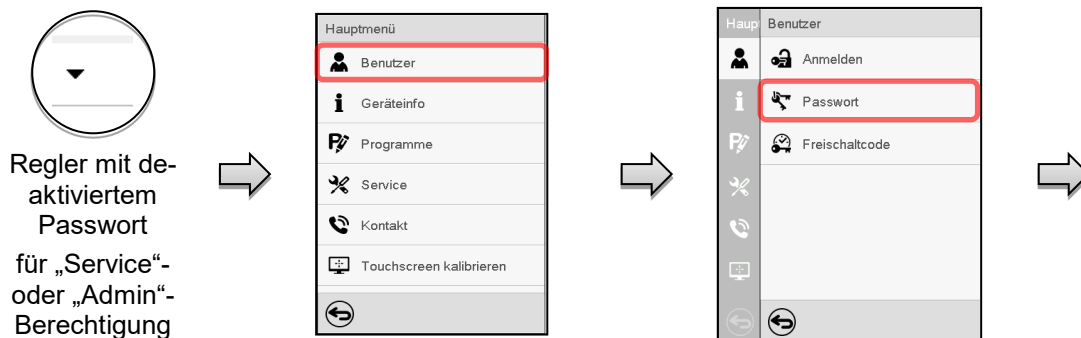 Regler mit de-
aktiviertem
Passwort
für „Service“-
oder „Admin“-
Berechtigung
Hauptmenü
Benutzer
Geräteinfo
Programme
Service
Kontakt
Touchscreen kalibrieren
Haup
Benutzer
Anmelden
Passwort
Freischaltcode